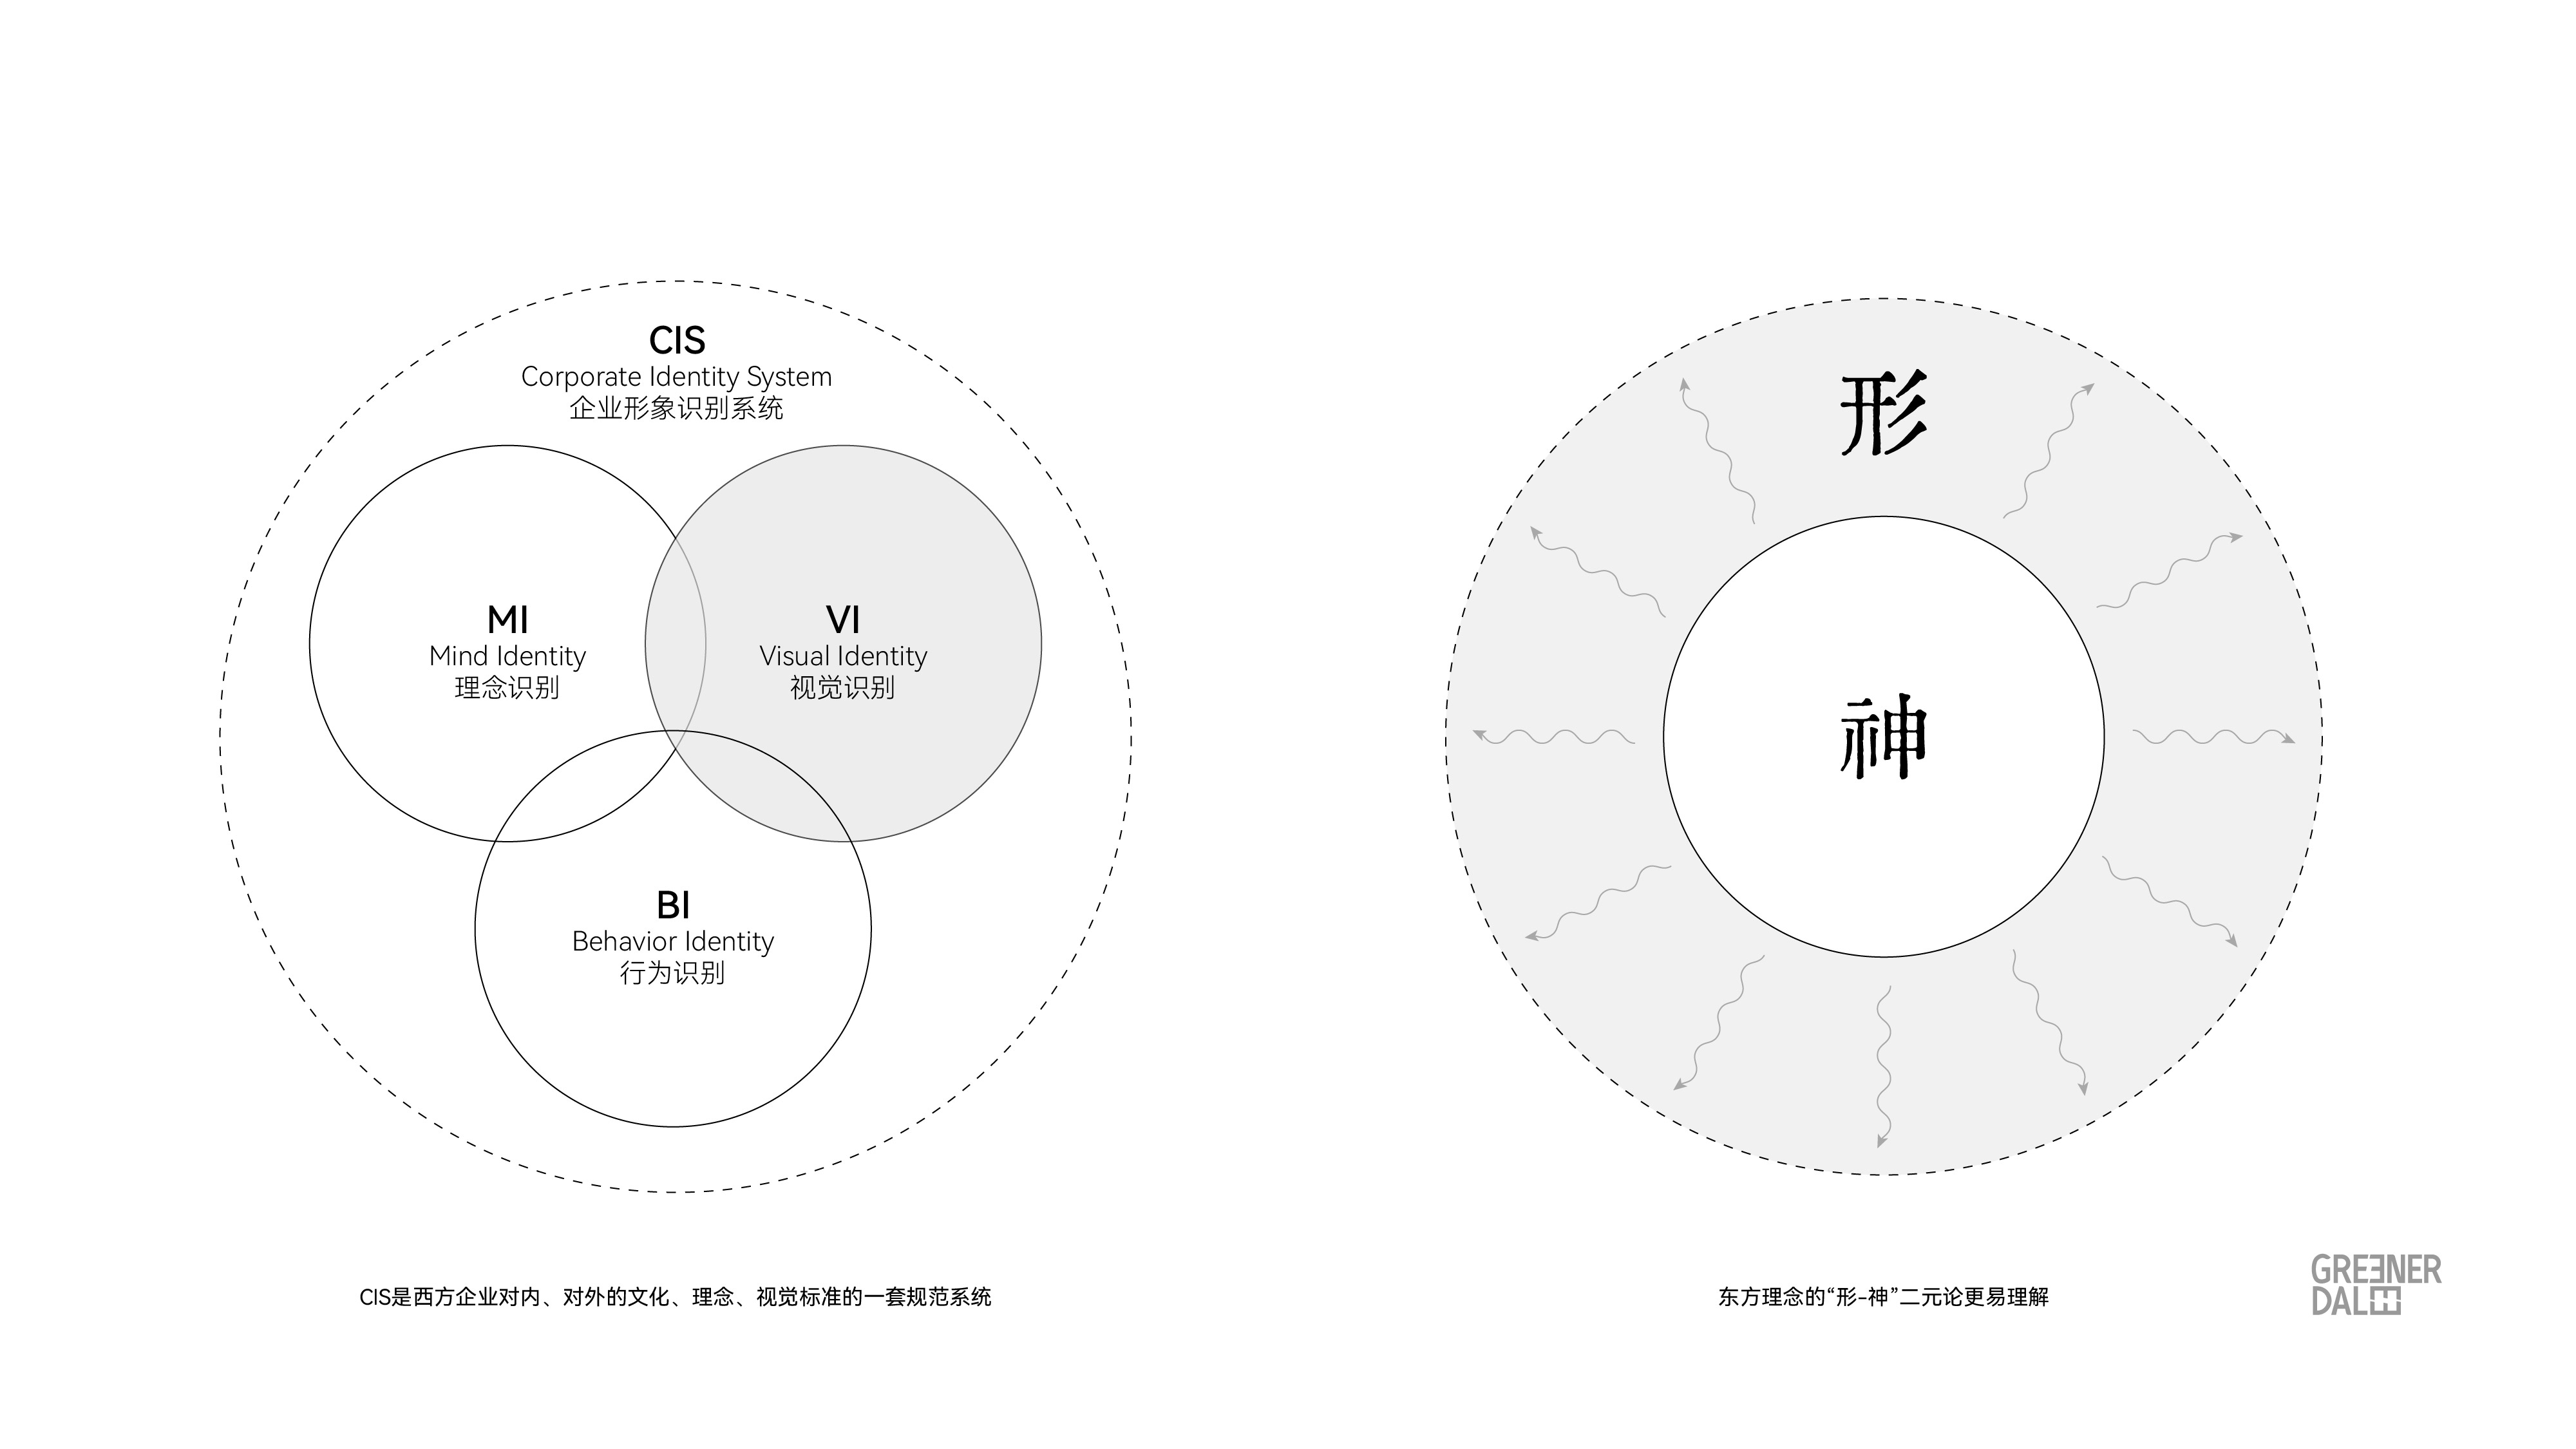 CIS
Corporate Identity System
企业形象识别系统
MI
Mind Identity
理念识别
VI
Visual Identity
视觉识别
BI
Behavior Identity
行为识别
CIS是西方企业对内、对外的文化、理念、视觉标准的一套规范系统
形
神
东方理念的“形-神”二元论更易理解
GREENER
DAL